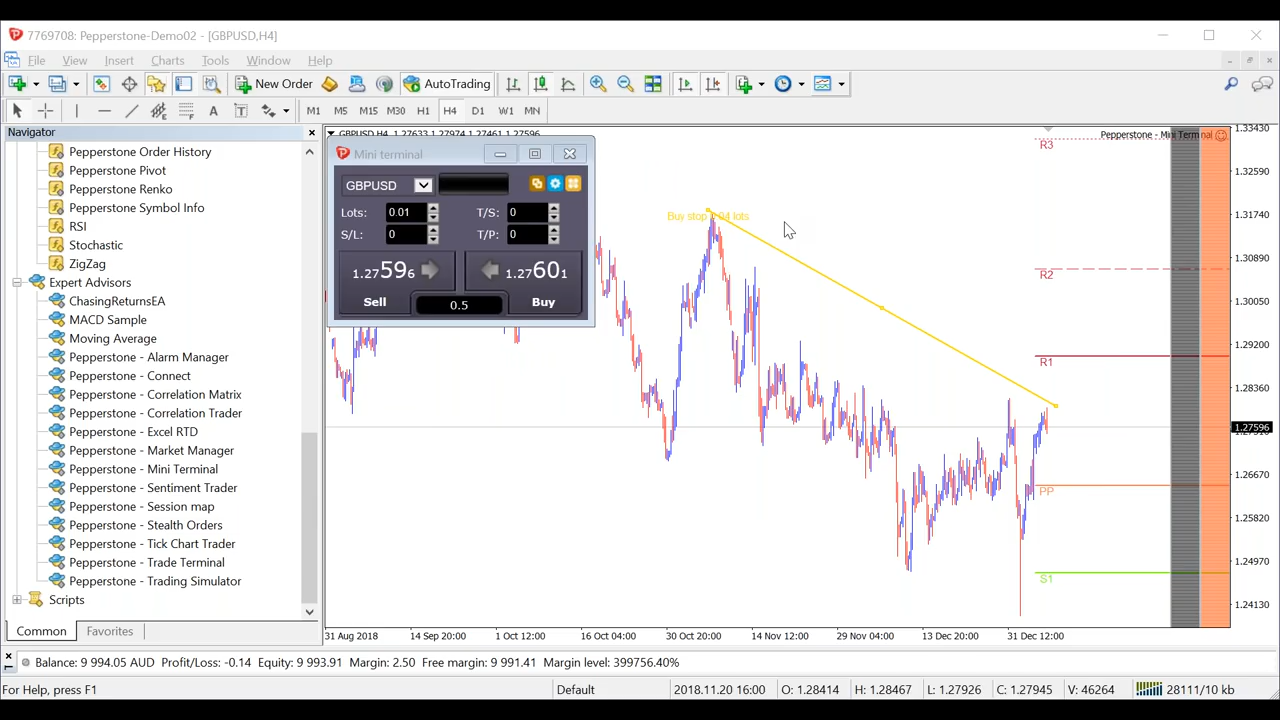 7769708: Pepperstone-Demo02 - [GBPUSD,H4]
File View Insert Charts Tools Window Help
New Order AutoTrading
A T M1 M5 M15 M30 H1 H4 D1 W1 MN
Navigator
Pepperstone Order History
Pepperstone Pivot
Pepperstone Renko
Pepperstone Symbol Info
RSI
Stochastic
ZigZag
Expert Advisors
ChasingReturnsEA
MACD Sample
Moving Average
Pepperstone - Alarm Manager
Pepperstone - Connect
Pepperstone - Correlation Matrix
Pepperstone - Correlation Trader
Pepperstone - Excel RTD
Pepperstone - Market Manager
Pepperstone - Mini Terminal
Pepperstone - Sentiment Trader
Pepperstone - Session map
Pepperstone - Stealth Orders
Pepperstone - Tick Chart Trader
Pepperstone - Trade Terminal
Pepperstone - Trading Simulator
Scripts
Common Favorites
GBPUSD,H4 1.27633 1.27974 1.27461 1.27596
Pepperstone - Mini Terminal
Mini terminal
GBPUSD
Lots: 0.01 T/S: 0
S/L: 0 T/P: 0
1.27596 1.27601
Sell 0.5 Buy
Buy stop lots
R3
R2
R1
PP
S1
1.33430
1.32590
1.31740
1.30890
1.30050
1.29200
1.28360
1.27596
1.26670
1.25820
1.24970
1.24130
31 Aug 2018 14 Sep 20:00 1 Oct 12:00 16 Oct 04:00 30 Oct 20:00 14 Nov 12:00 29 Nov 04:00 13 Dec 20:00 31 Dec 12:00
Balance: 9 994.05 AUD Profit/Loss: -0.14 Equity: 9 993.91 Margin: 2.50 Free margin: 9 991.41 Margin level: 399756.40%
For Help, press F1 Default 2018.11.20 16:00 O: 1.28414 H: 1.28467 L: 1.27926 C: 1.27945 V: 46264 28111/10 kb